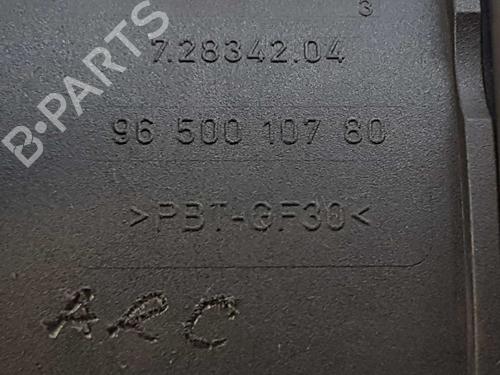 3
7.28342.04
96 500 107 80
>PBT-GF30<
ARC
B-PARTS